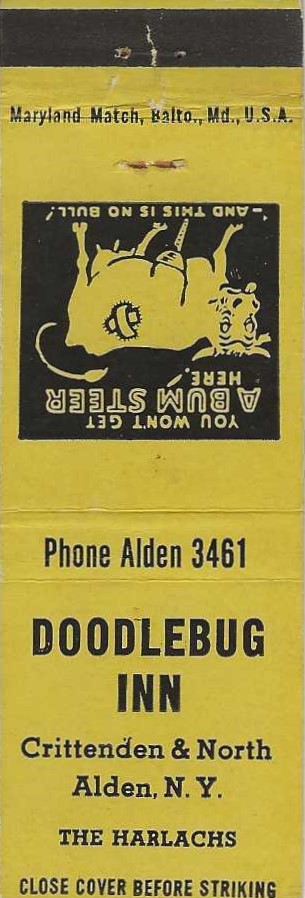 Maryland Match, Balto., Md., U.S.A.
YOU WON'T GET
A BUM STEER
HERE!
'—AND THIS IS NO BULL!'
Phone Alden 3461
DOODLEBUG
INN
Crittenden & North
Alden, N. Y.
THE HARLACHS
CLOSE COVER BEFORE STRIKING